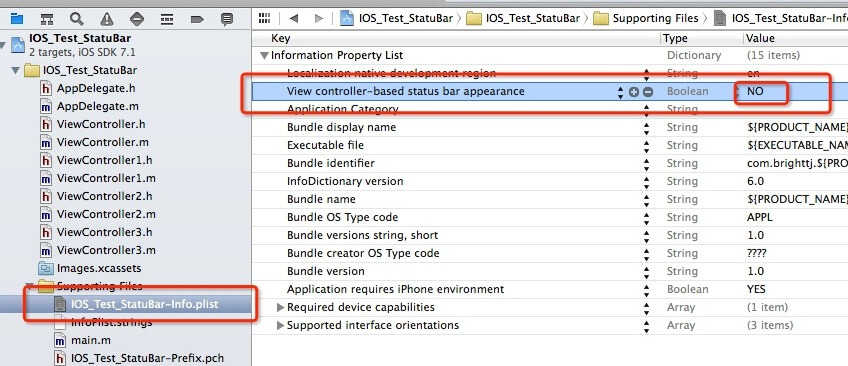 IOS_Test_StatuBar
2 targets, iOS SDK 7.1
IOS_Test_StatuBar
AppDelegate.h
AppDelegate.m
ViewController.h
ViewController.m
ViewController1.h
ViewController1.m
ViewController2.h
ViewController2.m
ViewController3.h
ViewController3.m
Images.xcassets
Supporting Files
IOS_Test_StatuBar-Info.plist
InfoPlist.strings
main.m
IOS_Test_StatuBar-Prefix.pch
IOS_Test_StatuBar IOS_Test_StatuBar Supporting Files IOS_Test_StatuBar-Info
Key Type Value
Information Property List Dictionary (15 items)
Localization native development region String en
View controller-based status bar appearance Boolean NO
Application Category String
Bundle display name String ${PRODUCT_NAME}
Executable file String ${EXECUTABLE_NAM
Bundle identifier String com.brighttj.${PRO
InfoDictionary version String 6.0
Bundle name String ${PRODUCT_NAME}
Bundle OS Type code String APPL
Bundle versions string, short String 1.0
Bundle creator OS Type code String ????
Bundle version String 1.0
Application requires iPhone environment Boolean YES
Required device capabilities Array (1 item)
Supported interface orientations Array (3 items)